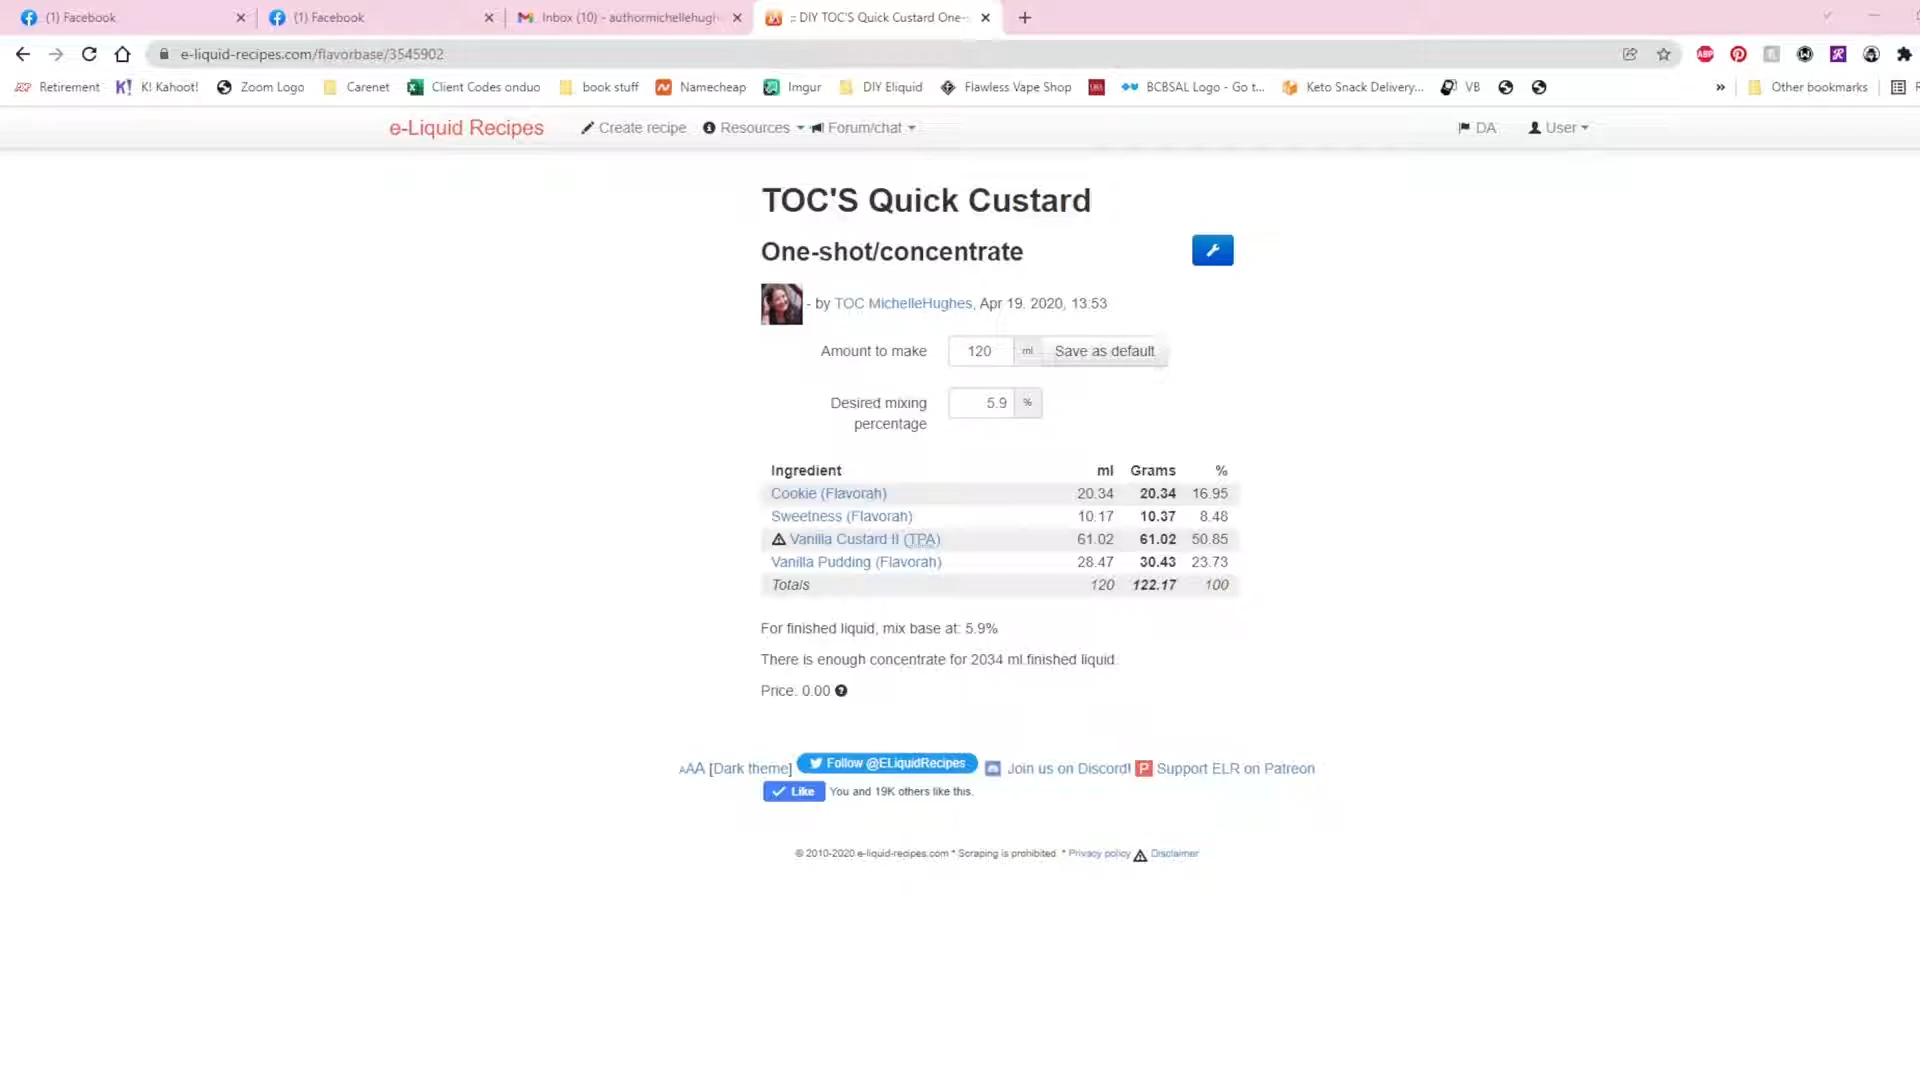 (1) Facebook
(1) Facebook
Inbox (10) - authormichellehugh
:: DIY TOC'S Quick Custard One-
e-liquid-recipes.com/flavorbase/3545902
Retirement K! Kahoot! Zoom Logo Carenet Client Codes onduo book stuff Namecheap Imgur DIY Eliquid Flawless Vape Shop BCBSAL Logo - Go t... Keto Snack Delivery... VB » Other bookmarks
e-Liquid Recipes Create recipe Resources Forum/chat DA User
TOC'S Quick Custard
One-shot/concentrate
- by TOC MichelleHughes, Apr 19. 2020, 13:53
Amount to make 120 ml Save as default
Desired mixing percentage 5.9 %
Ingredient ml Grams %
Cookie (Flavorah) 20.34 20.34 16.95
Sweetness (Flavorah) 10.17 10.37 8.48
Vanilla Custard II (TPA) 61.02 61.02 50.85
Vanilla Pudding (Flavorah) 28.47 30.43 23.73
Totals 120 122.17 100
For finished liquid, mix base at: 5.9%
There is enough concentrate for 2034 ml finished liquid.
Price. 0.00
AAA [Dark theme] Follow @ELiquidRecipes Join us on Discord! Support ELR on Patreon
Like You and 19K others like this.
© 2010-2020 e-liquid-recipes.com * Scraping is prohibited. * Privacy policy Disclaimer